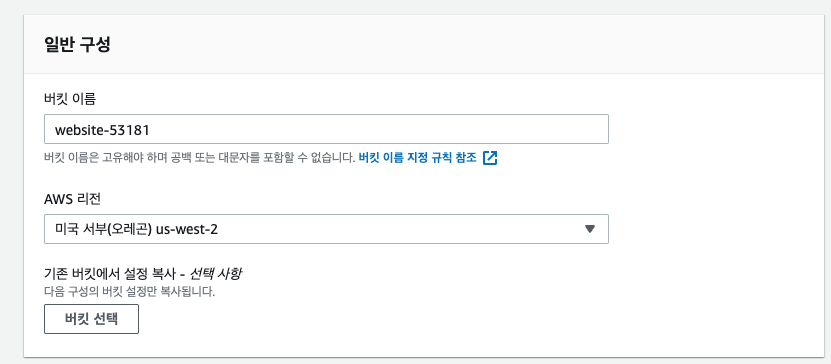 일반 구성
버킷 이름
website-53181
버킷 이름은 고유해야 하며 공백 또는 대문자를 포함할 수 없습니다. 버킷 이름 지정 규칙 참조
AWS 리전
미국 서부(오레곤) us-west-2
기존 버킷에서 설정 복사 - 선택 사항
다음 구성의 버킷 설정만 복사됩니다.
버킷 선택